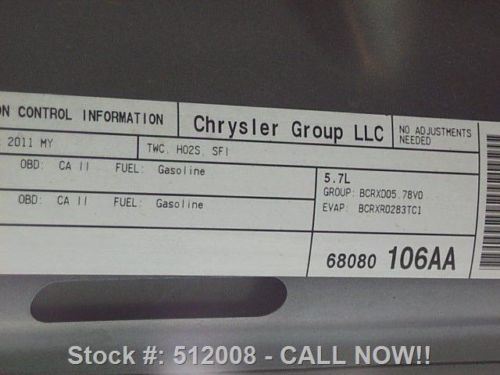 ON CONTROL INFORMATION
Chrysler Group LLC
NO ADJUSTMENTS
NEEDED
2011 MY
TWC, HO2S, SFI
OBD: CA II FUEL: Gasoline
OBD: CA II FUEL: Gasoline
5.7L
GROUP: BCRXD05.78V0
EVAP: BCRXR0283TC1
68080 106AA
Stock #: 512008 - CALL NOW!!